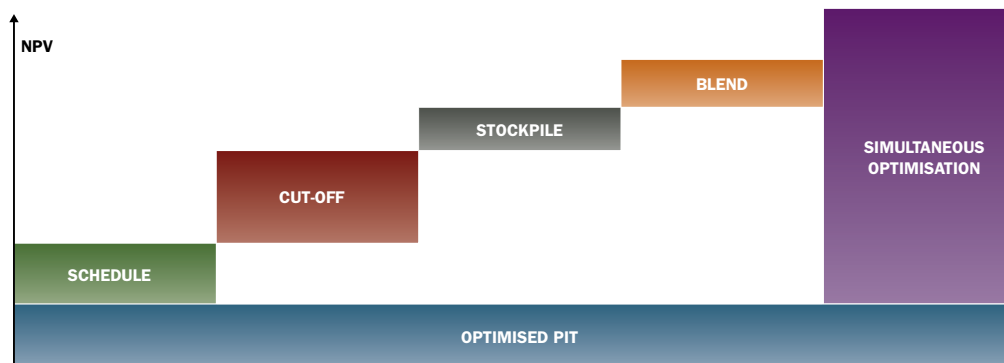 NPV
BLEND
STOCKPILE
SIMULTANEOUS
OPTIMISATION
CUT-OFF
SCHEDULE
OPTIMISED PIT